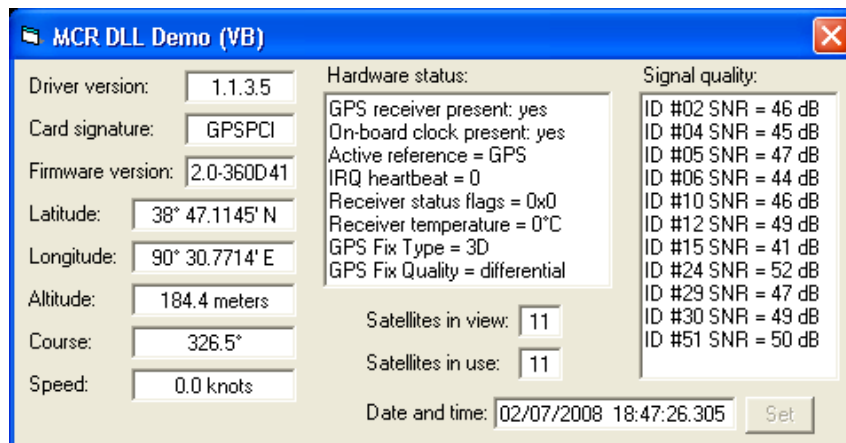 MCR DLL Demo (VB)
Driver version: 1.1.3.5
Card signature: GPSPCI
Firmware version: 2.0-360D41
Latitude: 38° 47.1145' N
Longitude: 90° 30.7714' E
Altitude: 184.4 meters
Course: 326.5°
Speed: 0.0 knots
Hardware status:
GPS receiver present: yes
On-board clock present: yes
Active reference = GPS
IRQ heartbeat = 0
Receiver status flags = 0x0
Receiver temperature = 0°C
GPS Fix Type = 3D
GPS Fix Quality = differential
Satellites in view: 11
Satellites in use: 11
Signal quality:
ID #02 SNR = 46 dB
ID #04 SNR = 45 dB
ID #05 SNR = 47 dB
ID #06 SNR = 44 dB
ID #10 SNR = 46 dB
ID #12 SNR = 49 dB
ID #15 SNR = 41 dB
ID #24 SNR = 52 dB
ID #29 SNR = 47 dB
ID #30 SNR = 49 dB
ID #51 SNR = 50 dB
Date and time: 02/07/2008 18:47:26.305 Set